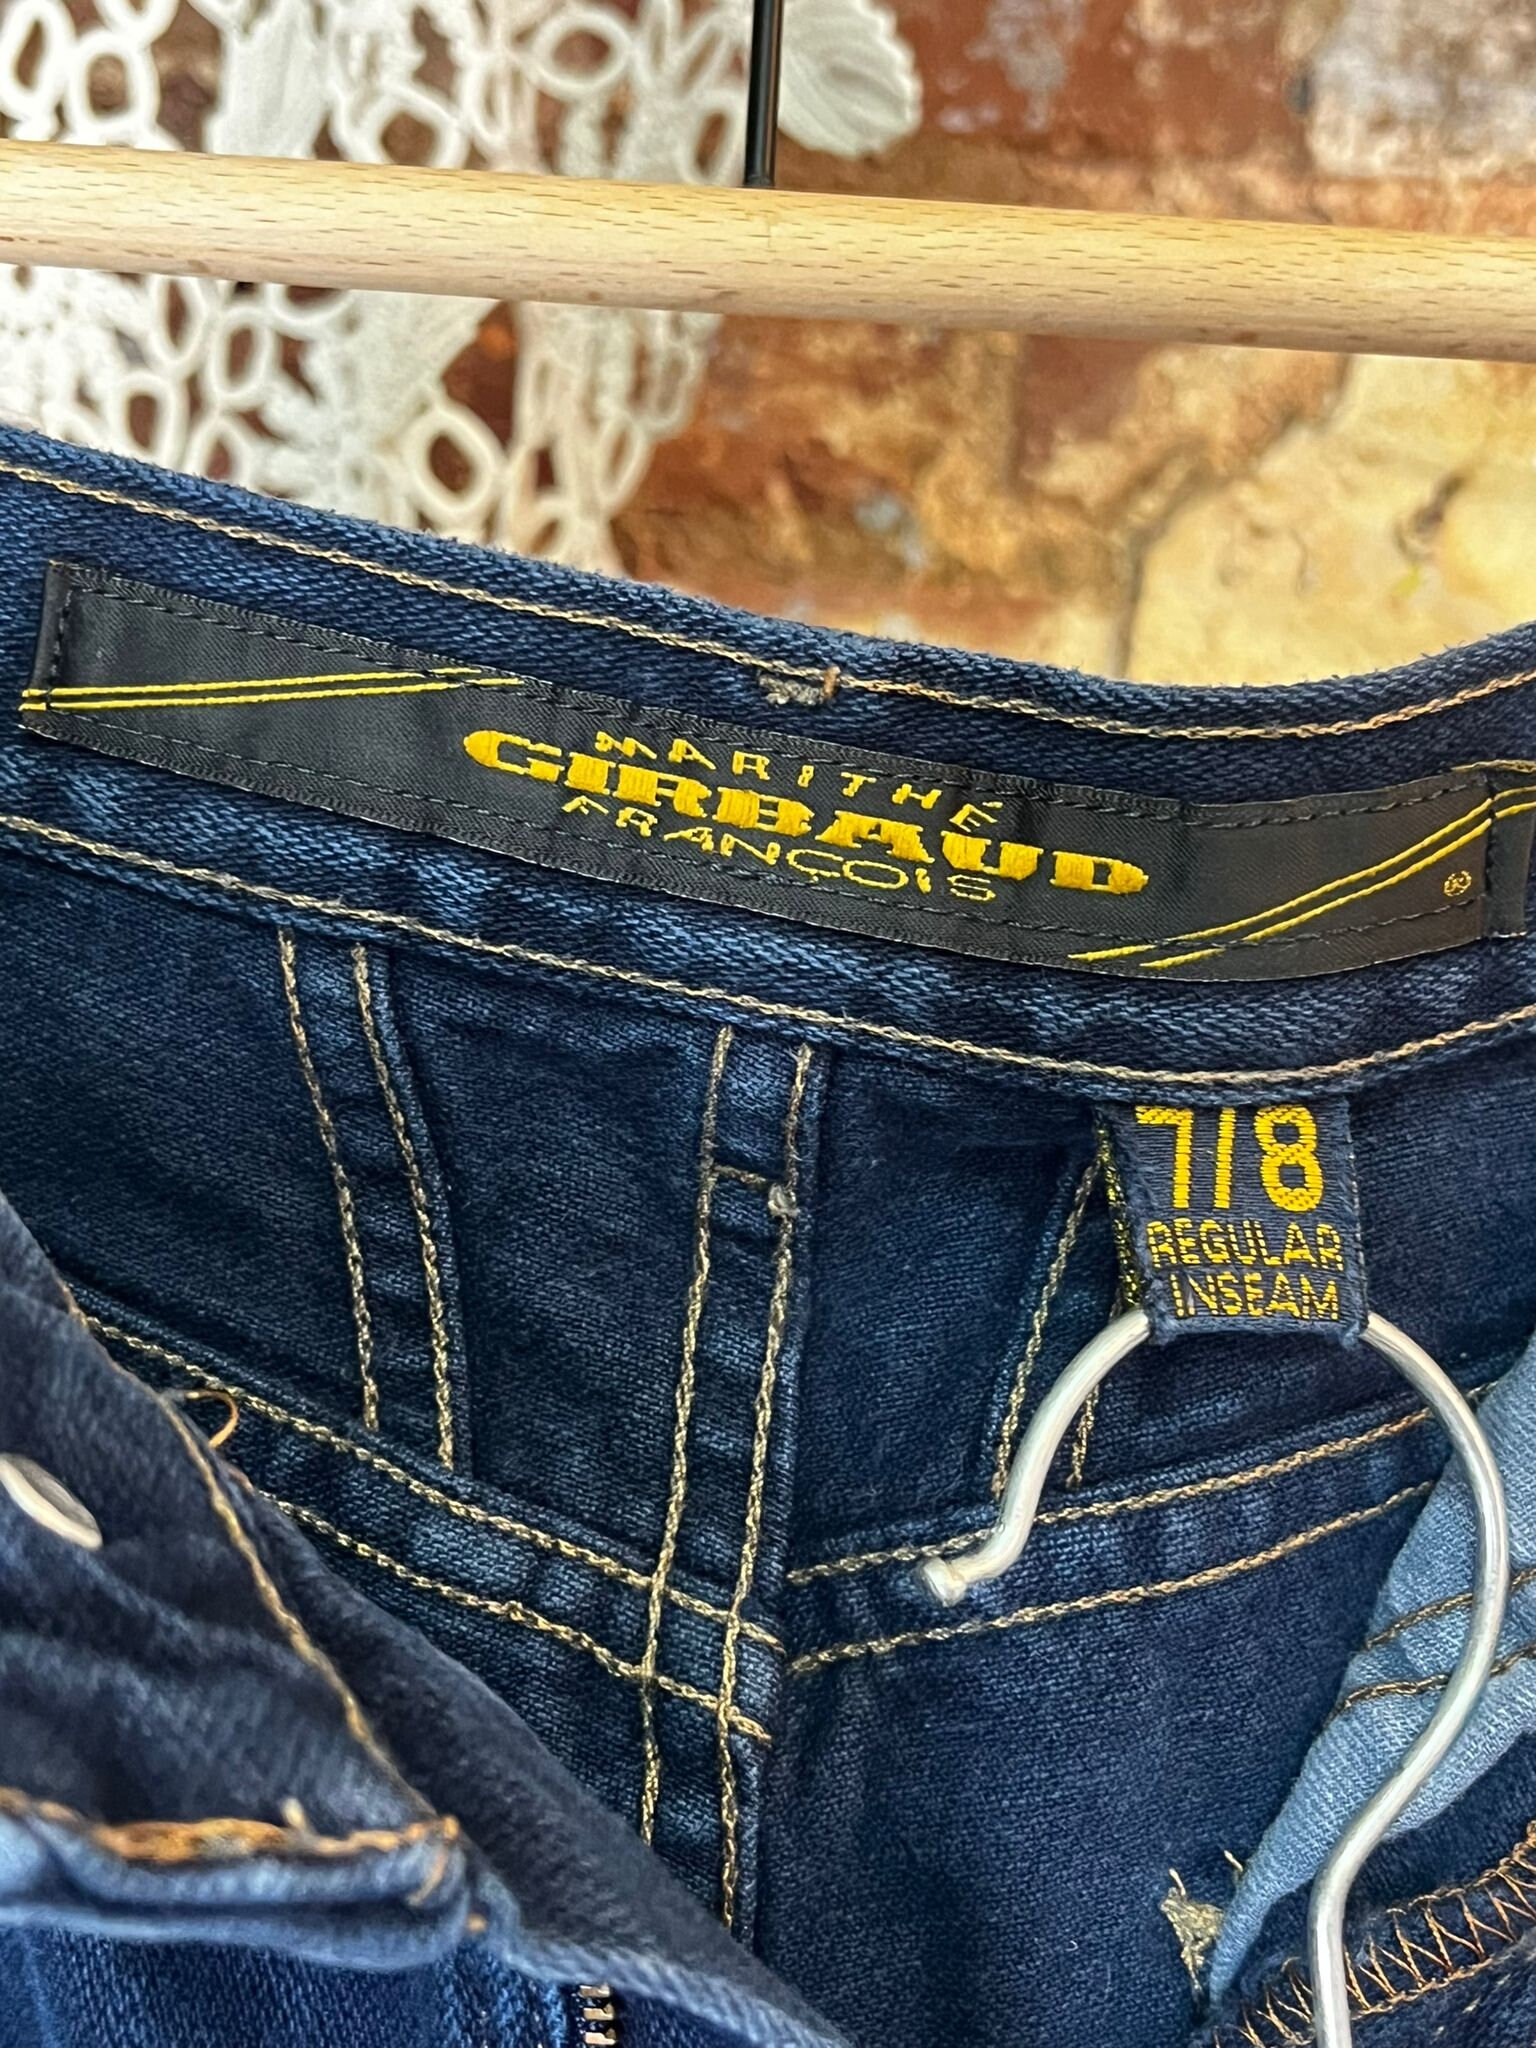 MARITHÉ
GIRBAUD
FRANÇOIS
®
7/8
REGULAR
INSEAM